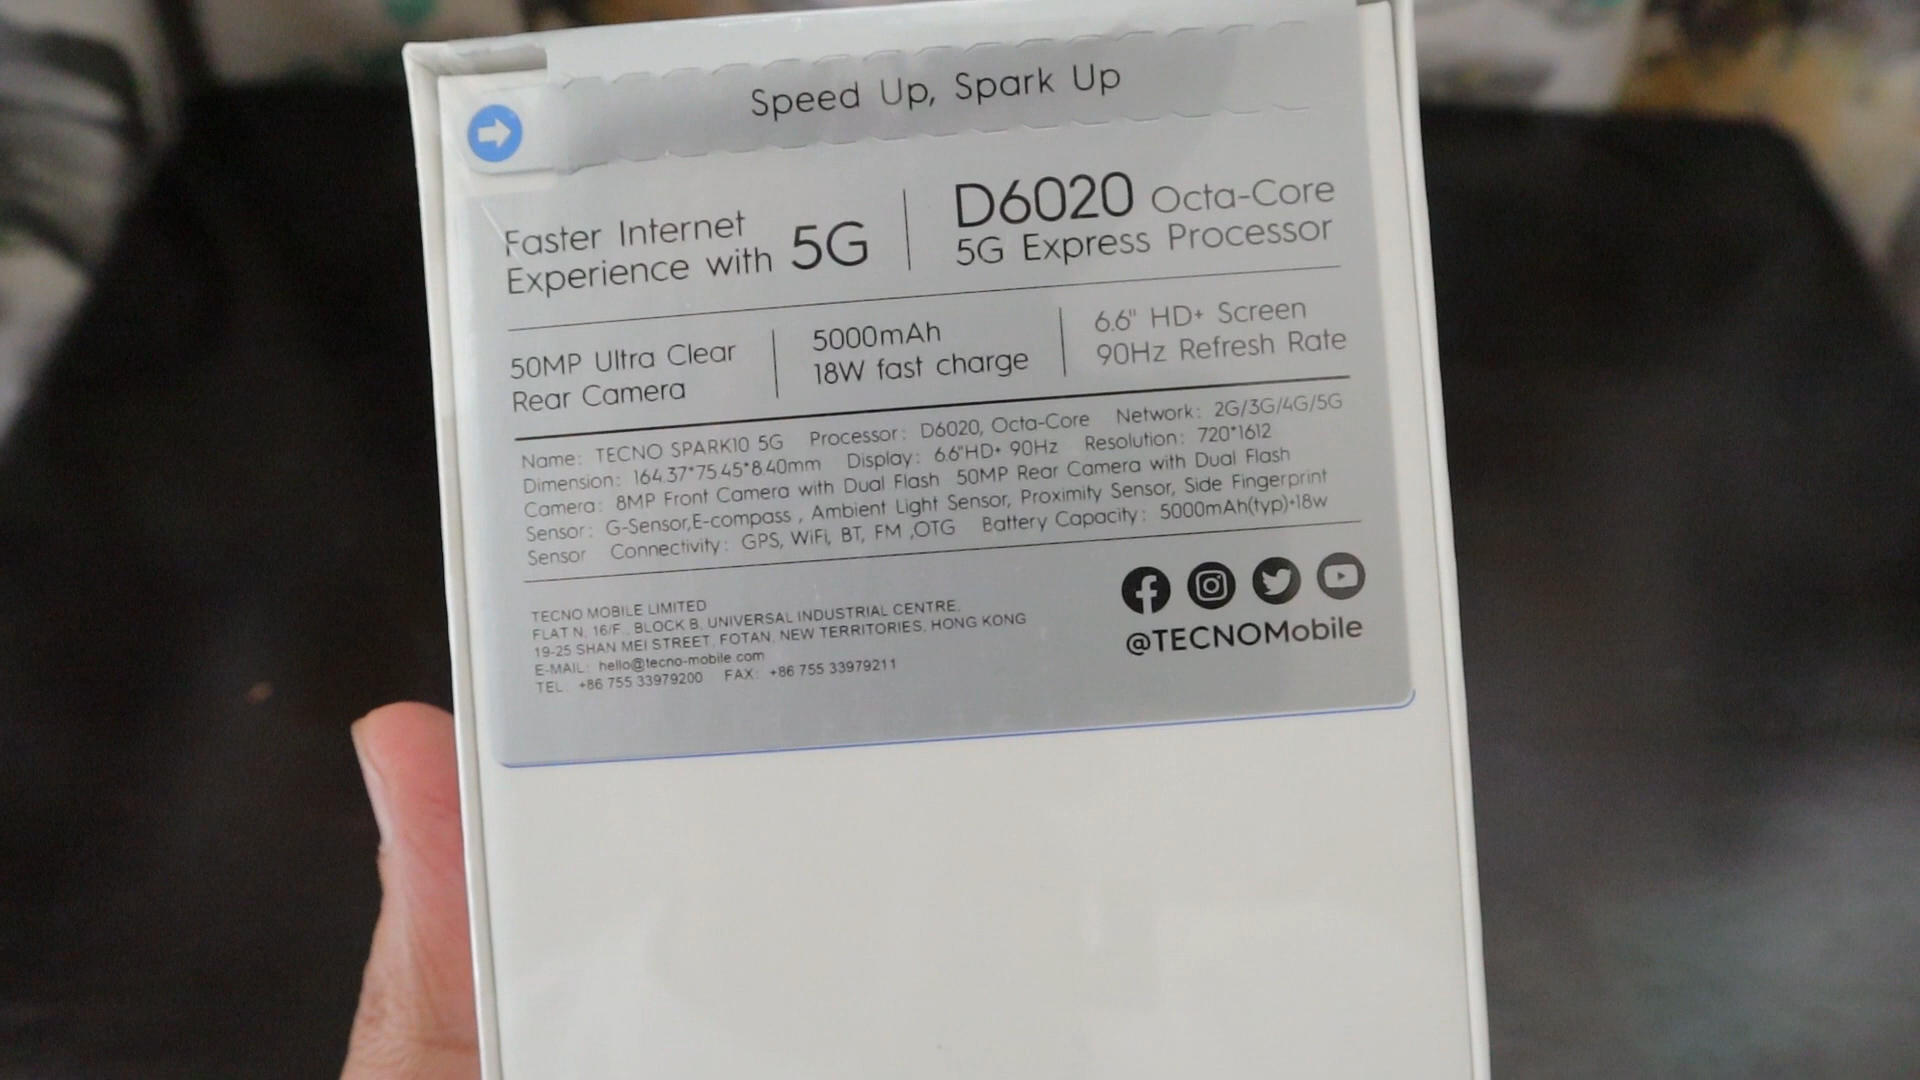 Speed Up, Spark Up
Faster Internet
Experience with 5G
D6020 Octa-Core
5G Express Processor
50MP Ultra Clear
Rear Camera
5000mAh
18W fast charge
6.6" HD+ Screen
90Hz Refresh Rate
Name: TECNO SPARK10 5G Processor: D6020, Octa-Core Network: 2G/3G/4G/5G
Dimension: 164.37*75.45*8.40mm Display: 6.6"HD+ 90Hz Resolution: 720*1612
Camera: 8MP Front Camera with Dual Flash 50MP Rear Camera with Dual Flash
Sensor: G-Sensor,E-compass , Ambient Light Sensor, Proximity Sensor, Side Fingerprint
Sensor Connectivity: GPS, WiFi, BT, FM ,OTG Battery Capacity: 5000mAh(typ)+18w
TECNO MOBILE LIMITED
FLAT N, 16/F., BLOCK B, UNIVERSAL INDUSTRIAL CENTRE,
19-25 SHAN MEI STREET, FOTAN, NEW TERRITORIES, HONG KONG
E-MAIL: hello@tecno-mobile.com
TEL: +86 755 33979200 FAX: +86 755 33979211
@TECNOMobile